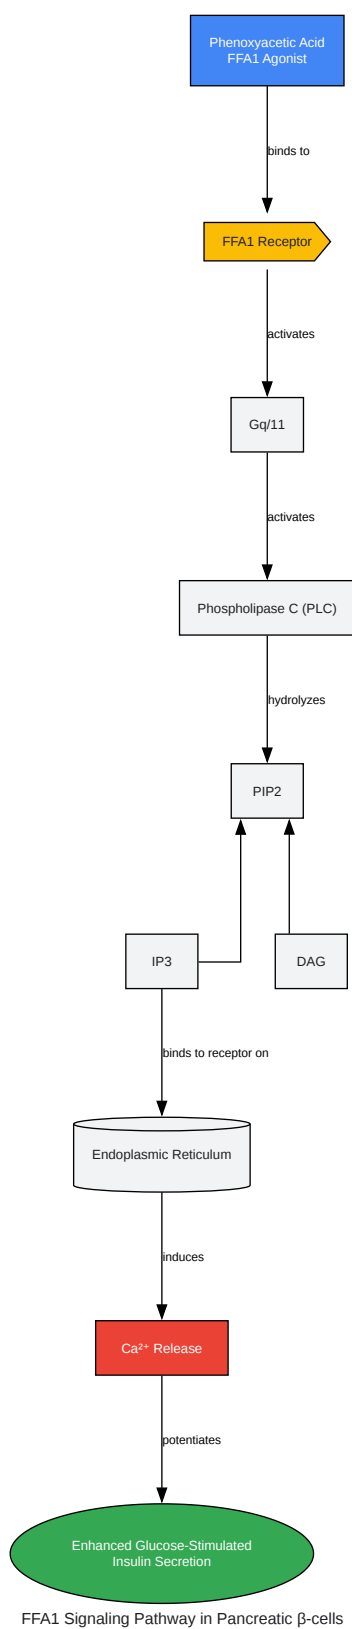 Phenoxyacetic Acid
FFA1 Agonist
binds to
FFA1 Receptor
activates
Gq/11
activates
Phospholipase C (PLC)
hydrolyzes
PIP2
IP3
DAG
binds to receptor on
Endoplasmic Reticulum
induces
Ca²⁺ Release
potentiates
Enhanced Glucose-Stimulated
Insulin Secretion
FFA1 Signaling Pathway in Pancreatic β-cells